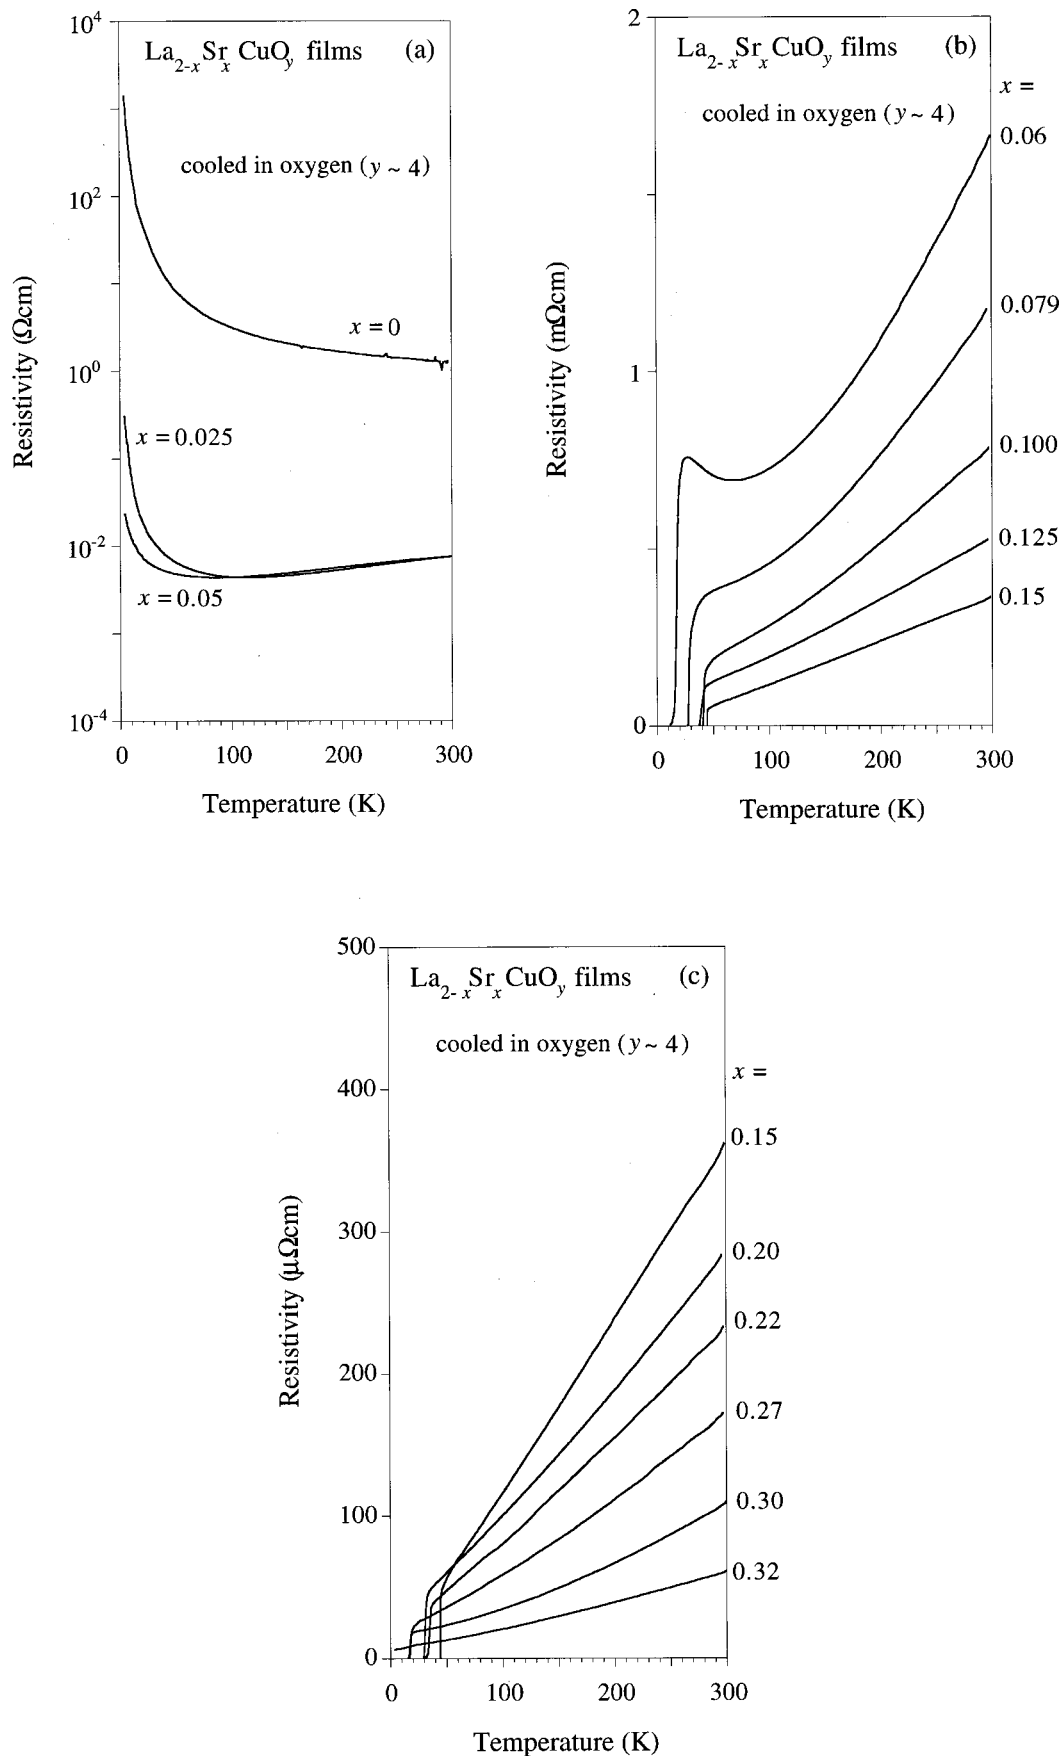 La2-xSrxCuOy films (a)
cooled in oxygen (y ~ 4)
x = 0
x = 0.025
x = 0.05
10^4
10^2
10^0
10^-2
10^-4
Resistivity (Ωcm)
0 100 200 300
Temperature (K)
La2-xSrxCuOy films (b)
cooled in oxygen (y ~ 4)
x =
0.06
0.079
0.100
0.125
0.15
2
1
0
Resistivity (mΩcm)
0 100 200 300
Temperature (K)
La2-xSrxCuOy films (c)
cooled in oxygen (y ~ 4)
x =
0.15
0.20
0.22
0.27
0.30
0.32
500
400
300
200
100
0
Resistivity (μΩcm)
0 100 200 300
Temperature (K)